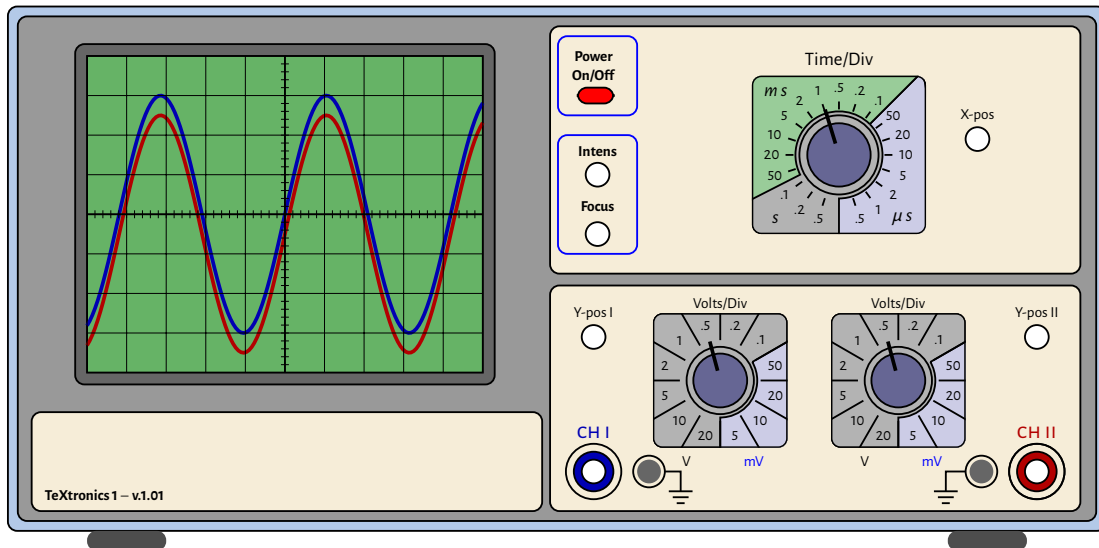 Power
On/Off
Intens
Focus
Time/Div
ms
5
2
1
.5
.2
.1
50
20
10
5
2
1
.5
µs
10
20
50
.1
.2
.5
s
X-pos
Y-pos I
Volts/Div
.5
.2
.1
50
20
10
5
20
10
5
2
1
V
mV
CH I
Volts/Div
.5
.2
.1
50
20
10
5
20
10
5
2
1
V
mV
Y-pos II
CH II
TeXtronics 1 – v.1.01